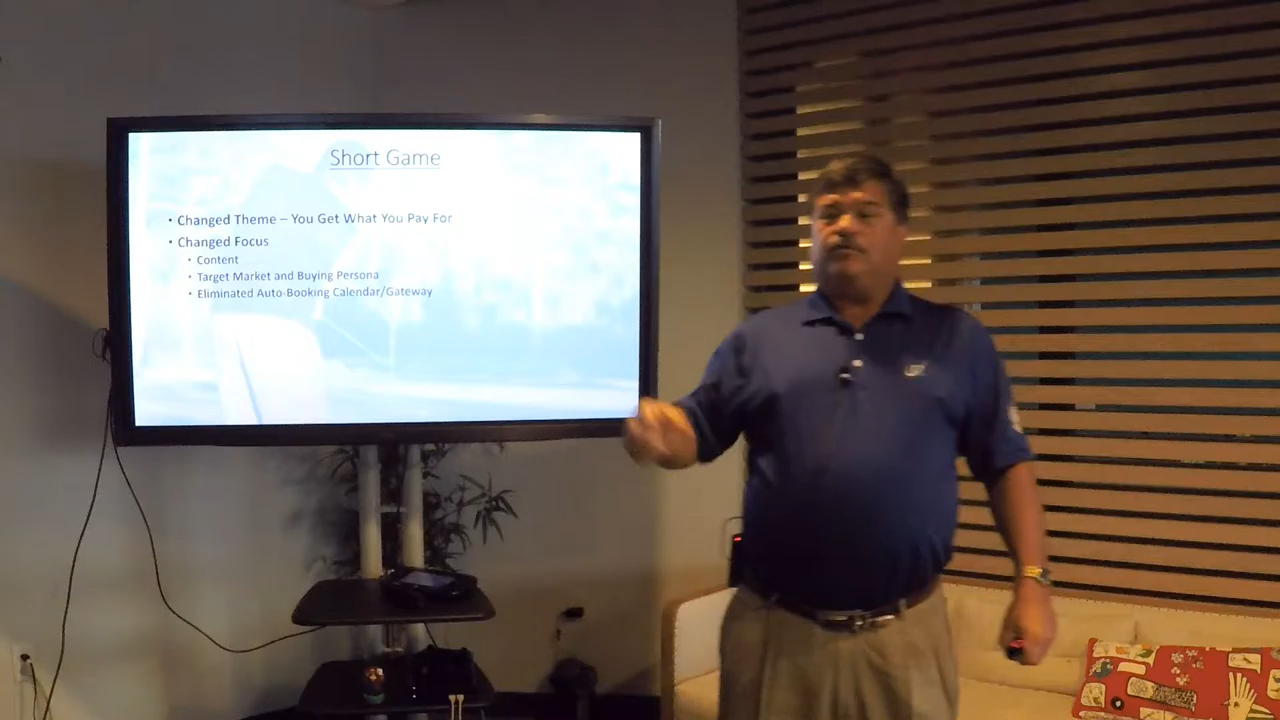 Short Game
• Changed Theme – You Get What You Pay For
• Changed Focus
• Content
• Target Market and Buying Persona
• Eliminated Auto-Booking Calendar/Gateway